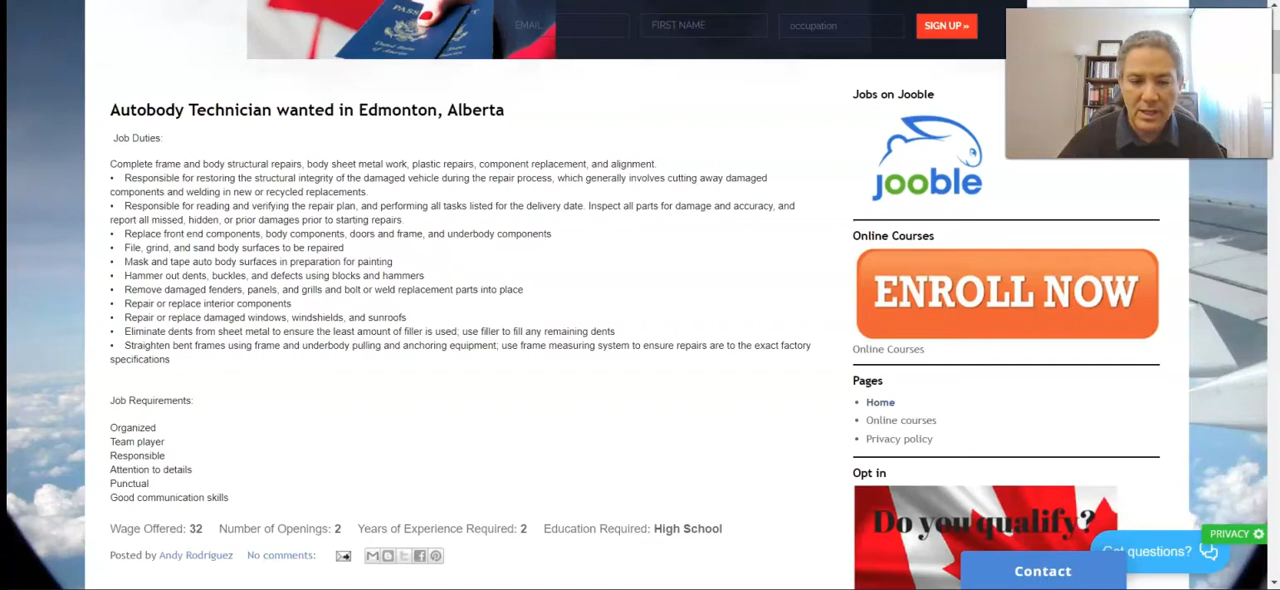 EMAIL
FIRST NAME
occupation
SIGN UP »
PASSPORT
United States
of America
Autobody Technician wanted in Edmonton, Alberta
Job Duties:
Complete frame and body structural repairs, body sheet metal work, plastic repairs, component replacement, and alignment.
• Responsible for restoring the structural integrity of the damaged vehicle during the repair process, which generally involves cutting away damaged
components and welding in new or recycled replacements.
• Responsible for reading and verifying the repair plan, and performing all tasks listed for the delivery date. Inspect all parts for damage and accuracy, and
report all missed, hidden, or prior damages prior to starting repairs.
• Replace front end components, body components, doors and frame, and underbody components
• File, grind, and sand body surfaces to be repaired
• Mask and tape auto body surfaces in preparation for painting
• Hammer out dents, buckles, and defects using blocks and hammers
• Remove damaged fenders, panels, and grills and bolt or weld replacement parts into place
• Repair or replace interior components
• Repair or replace damaged windows, windshields, and sunroofs
• Eliminate dents from sheet metal to ensure the least amount of filler is used; use filler to fill any remaining dents
• Straighten bent frames using frame and underbody pulling and anchoring equipment; use frame measuring system to ensure repairs are to the exact factory
specifications
Job Requirements:
Organized
Team player
Responsible
Attention to details
Punctual
Good communication skills
Wage Offered: 32 Number of Openings: 2 Years of Experience Required: 2 Education Required: High School
Posted by Andy Rodriguez No comments:
Jobs on Jooble
jooble
Online Courses
ENROLL NOW
Online Courses
Pages
• Home
• Online courses
• Privacy policy
Opt in
Do you qualify?
PRIVACY
Got questions?
Contact